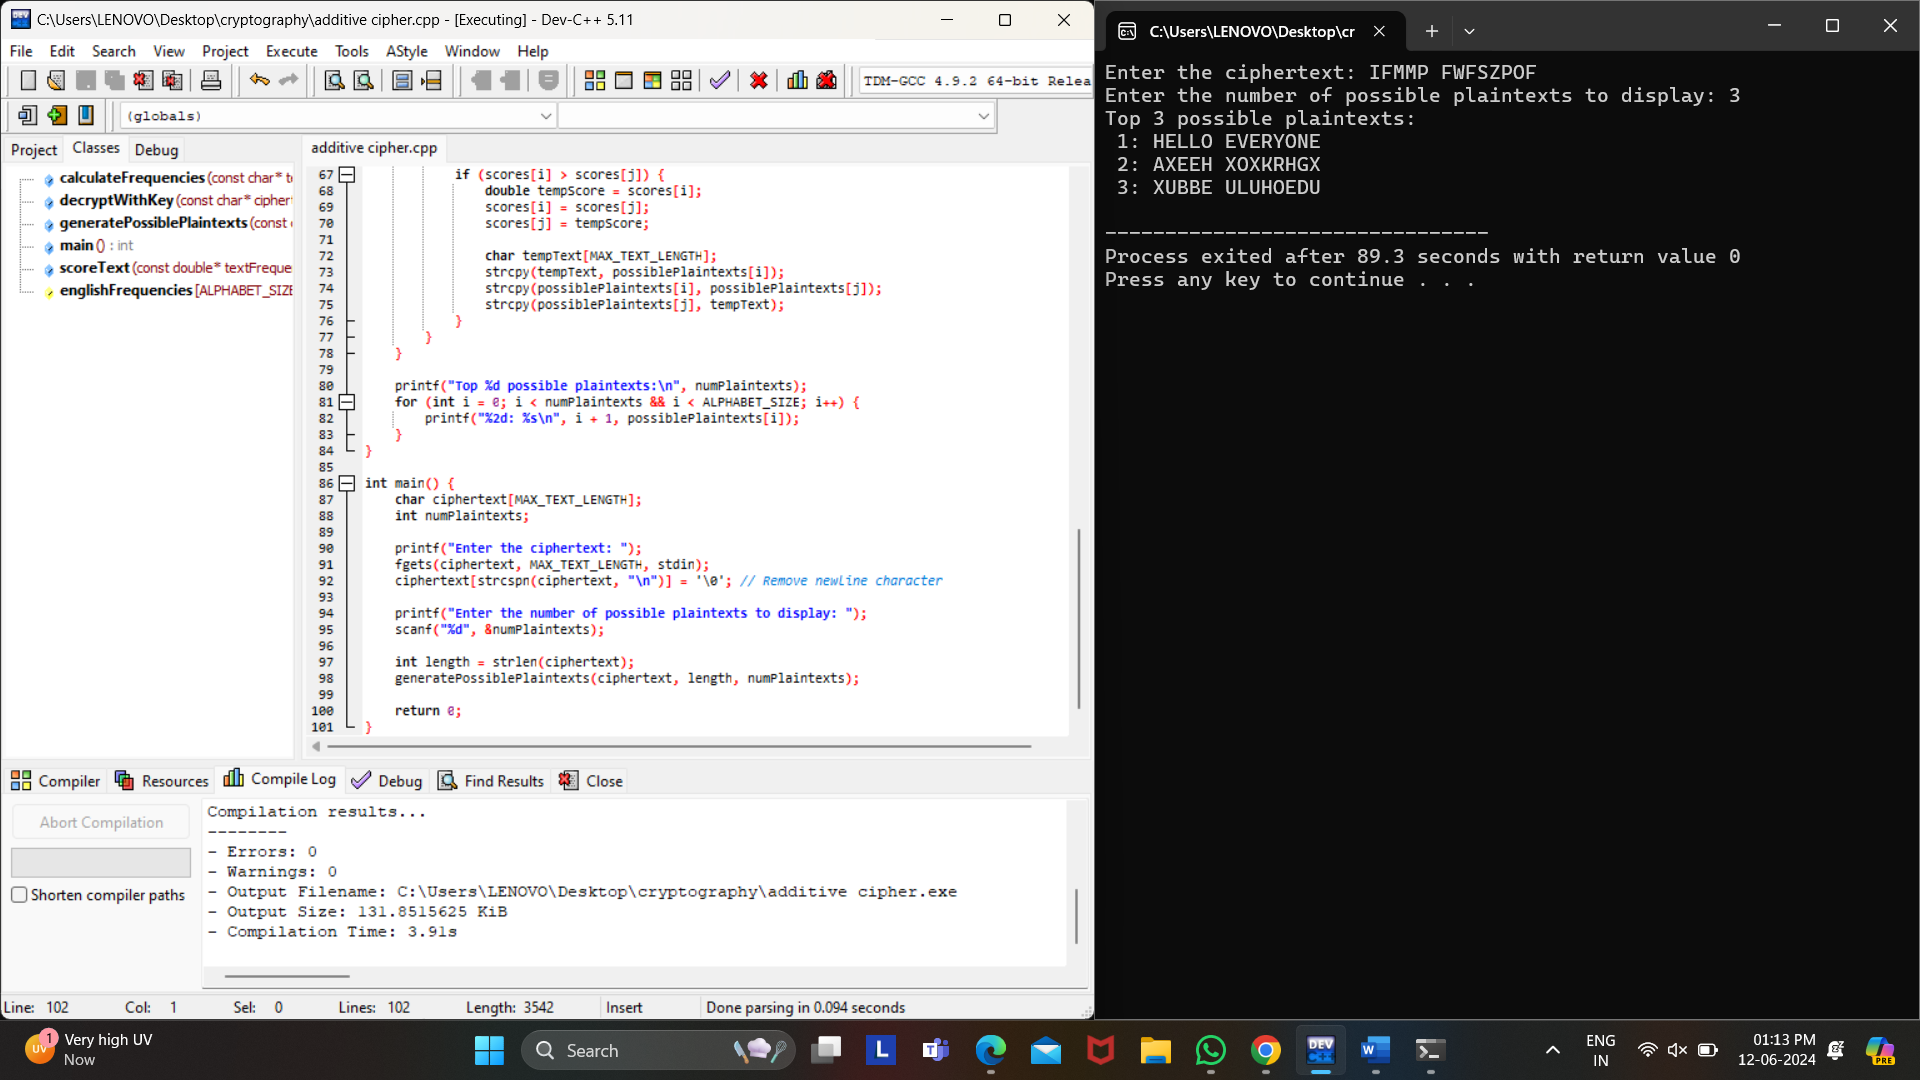 C:\Users\LENOVO\Desktop\cryptography\additive cipher.cpp - [Executing] - Dev-C++ 5.11
File Edit Search View Project Execute Tools AStyle Window Help
TDM-GCC 4.9.2 64-bit Relea
(globals)
Project Classes Debug
calculateFrequencies (const char* t
decryptWithKey (const char* cipher
generatePossiblePlaintexts (const
main () : int
scoreText (const double* textFreque
englishFrequencies [ALPHABET_SIZE
additive cipher.cpp
67 if (scores[i] > scores[j]) {
68 double tempScore = scores[i];
69 scores[i] = scores[j];
70 scores[j] = tempScore;
71
72 char tempText[MAX_TEXT_LENGTH];
73 strcpy(tempText, possiblePlaintexts[i]);
74 strcpy(possiblePlaintexts[i], possiblePlaintexts[j]);
75 strcpy(possiblePlaintexts[j], tempText);
76 }
77 }
78 }
79
80 printf("Top %d possible plaintexts:\n", numPlaintexts);
81 for (int i = 0; i < numPlaintexts && i < ALPHABET_SIZE; i++) {
82 printf("%2d: %s\n", i + 1, possiblePlaintexts[i]);
83 }
84 }
85
86 int main() {
87 char ciphertext[MAX_TEXT_LENGTH];
88 int numPlaintexts;
89
90 printf("Enter the ciphertext: ");
91 fgets(ciphertext, MAX_TEXT_LENGTH, stdin);
92 ciphertext[strcspn(ciphertext, "\n")] = '\0'; // Remove newline character
93
94 printf("Enter the number of possible plaintexts to display: ");
95 scanf("%d", &numPlaintexts);
96
97 int length = strlen(ciphertext);
98 generatePossiblePlaintexts(ciphertext, length, numPlaintexts);
99
100 return 0;
101 }
Compiler Resources Compile Log Debug Find Results Close
Abort Compilation
Shorten compiler paths
Compilation results...
--------
- Errors: 0
- Warnings: 0
- Output Filename: C:\Users\LENOVO\Desktop\cryptography\additive cipher.exe
- Output Size: 131.8515625 KiB
- Compilation Time: 3.91s
Line: 102 Col: 1 Sel: 0 Lines: 102 Length: 3542 Insert Done parsing in 0.094 seconds
C:\Users\LENOVO\Desktop\cr
Enter the ciphertext: IFMMP FWFSZPOF
Enter the number of possible plaintexts to display: 3
Top 3 possible plaintexts:
1: HELLO EVERYONE
2: AXEEH XOXKRHGX
3: XUBBE ULUHOEDU
--------------------------------
Process exited after 89.3 seconds with return value 0
Press any key to continue . . .
UV 1
Very high UV
Now
Search
L
T
DEV C++
W
ENG
IN
01:13 PM
12-06-2024
PRE